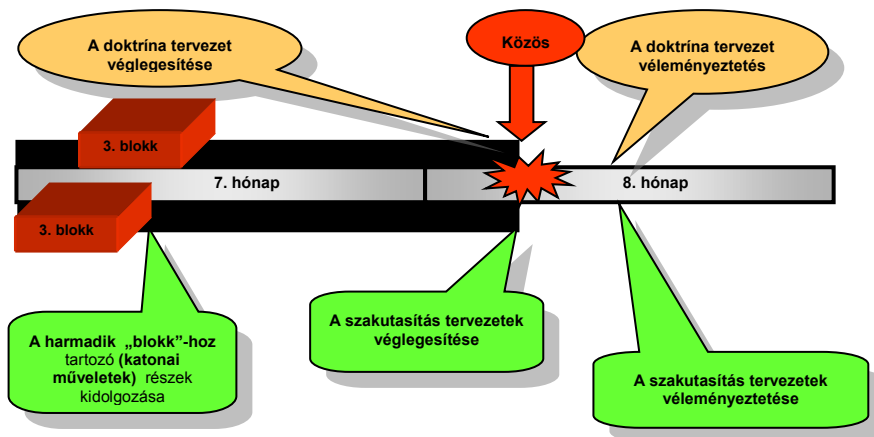 A doktrína tervezet
véglegesítése
Közös
A doktrína tervezet
véleményeztetés
3. blokk
7. hónap
8. hónap
3. blokk
A harmadik „blokk”-hoz
tartozó (katonai
műveletek) részek
kidolgozása
A szakutasítás tervezetek
véglegesítése
A szakutasítás tervezetek
véleményeztetése